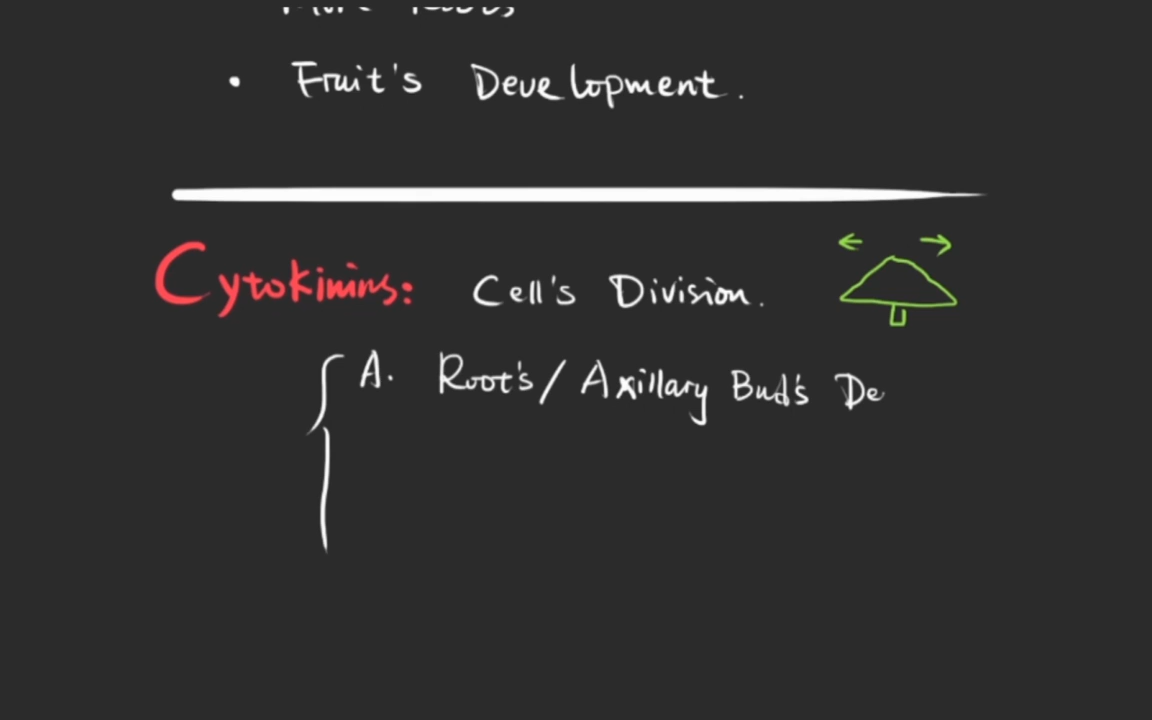 • Fruit's Development.
Cytokinins: Cell's Division.
A. Root's/Axillary Bud's De